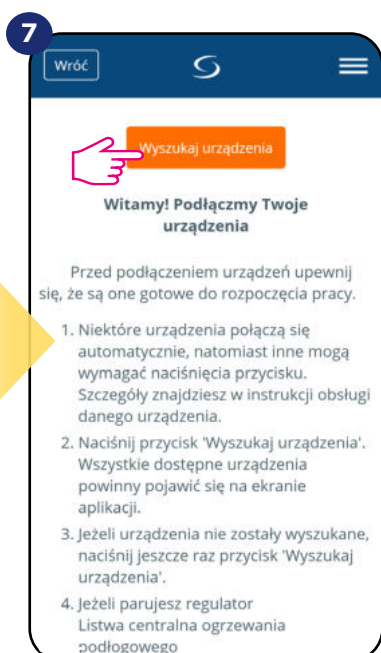 7
Wróć
Wyszukaj urządzenia
Witamy! Podłączmy Twoje
urządzenia
Przed podłączeniem urządzeń upewnij
się, że są one gotowe do rozpoczęcia pracy.
1. Niektóre urządzenia połączą się
automatycznie, natomiast inne mogą
wymagać naciśnięcia przycisku.
Szczegóły znajdziesz w instrukcji obsługi
danego urządzenia.
2. Naciśnij przycisk 'Wyszukaj urządzenia'.
Wszystkie dostępne urządzenia
powinny pojawić się na ekranie
aplikacji.
3. Jeżeli urządzenia nie zostały wyszukane,
naciśnij jeszcze raz przycisk 'Wyszukaj
urządzenia'.
4. Jeżeli parujesz regulator
Listwa centralna ogrzewania
podłogowego